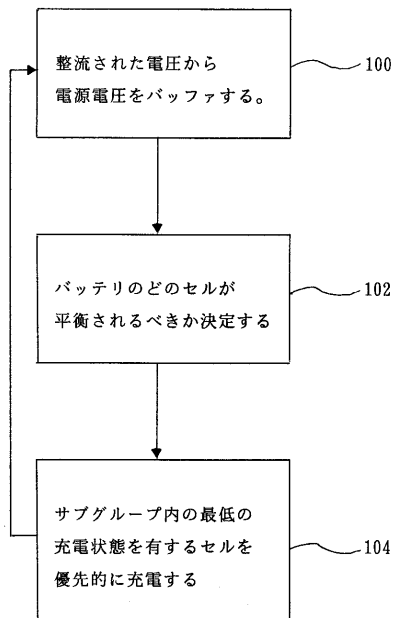 整流された電圧から
電源電圧をバッファする。
100
バッテリのどのセルが
平衡されるべきか決定する
102
サブグループ内の最低の
充電状態を有するセルを
優先的に充電する
104